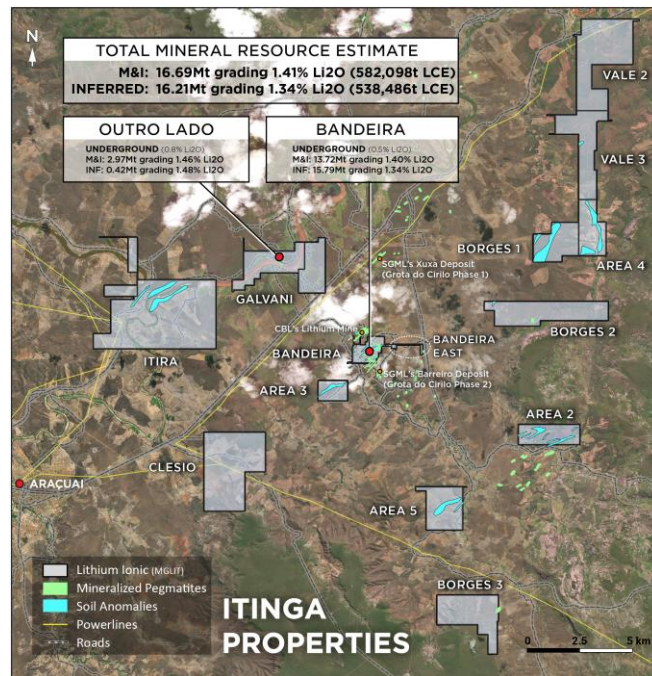 N
TOTAL MINERAL RESOURCE ESTIMATE
M&I: 16.69Mt grading 1.41% Li2O (582,098t LCE)
INFERRED: 16.21Mt grading 1.34% Li2O (538,486t LCE)
OUTRO LADO
UNDERGROUND (0.8% Li2O)
M&I: 2.97Mt grading 1.46% Li2O
INF: 0.42Mt grading 1.48% Li2O
BANDEIRA
UNDERGROUND (0.5% Li2O)
M&I: 13.72Mt grading 1.40% Li2O
INF: 15.79Mt grading 1.34% Li2O
VALE 2
VALE 3
BORGES 1
AREA 4
SGML's Xuxa Deposit
(Grota do Cirilo Phase 1)
GALVANI
BORGES 2
CBL's Lithium Mine
ITIRA
BANDEIRA
BANDEIRA
EAST
SGML's Barreiro Deposit
(Grota do Cirilo Phase 2)
AREA 3
AREA 2
CLESIO
ARAÇUAI
AREA 5
BORGES 3
Lithium Ionic (MGLIT)
Mineralized Pegmatites
Soil Anomalies
Powerlines
Roads
ITINGA
PROPERTIES
0 2.5 5 km